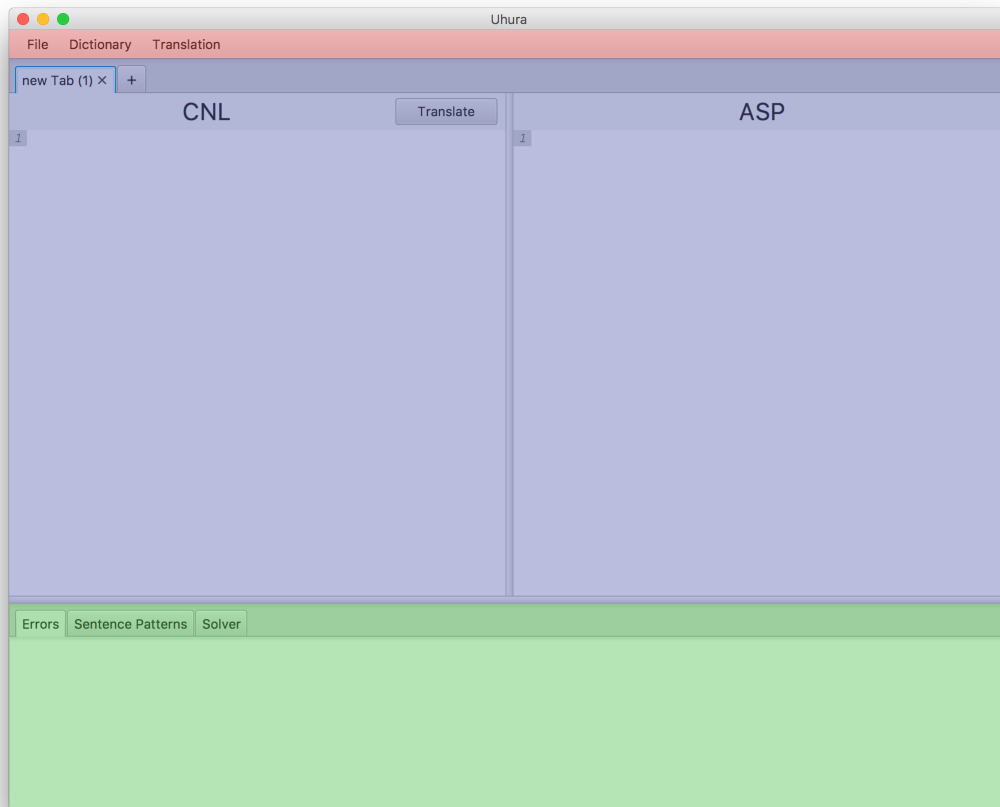 Uhura
File Dictionary Translation
new Tab (1) × +
CNL Translate ASP
1 1
Errors Sentence Patterns Solver